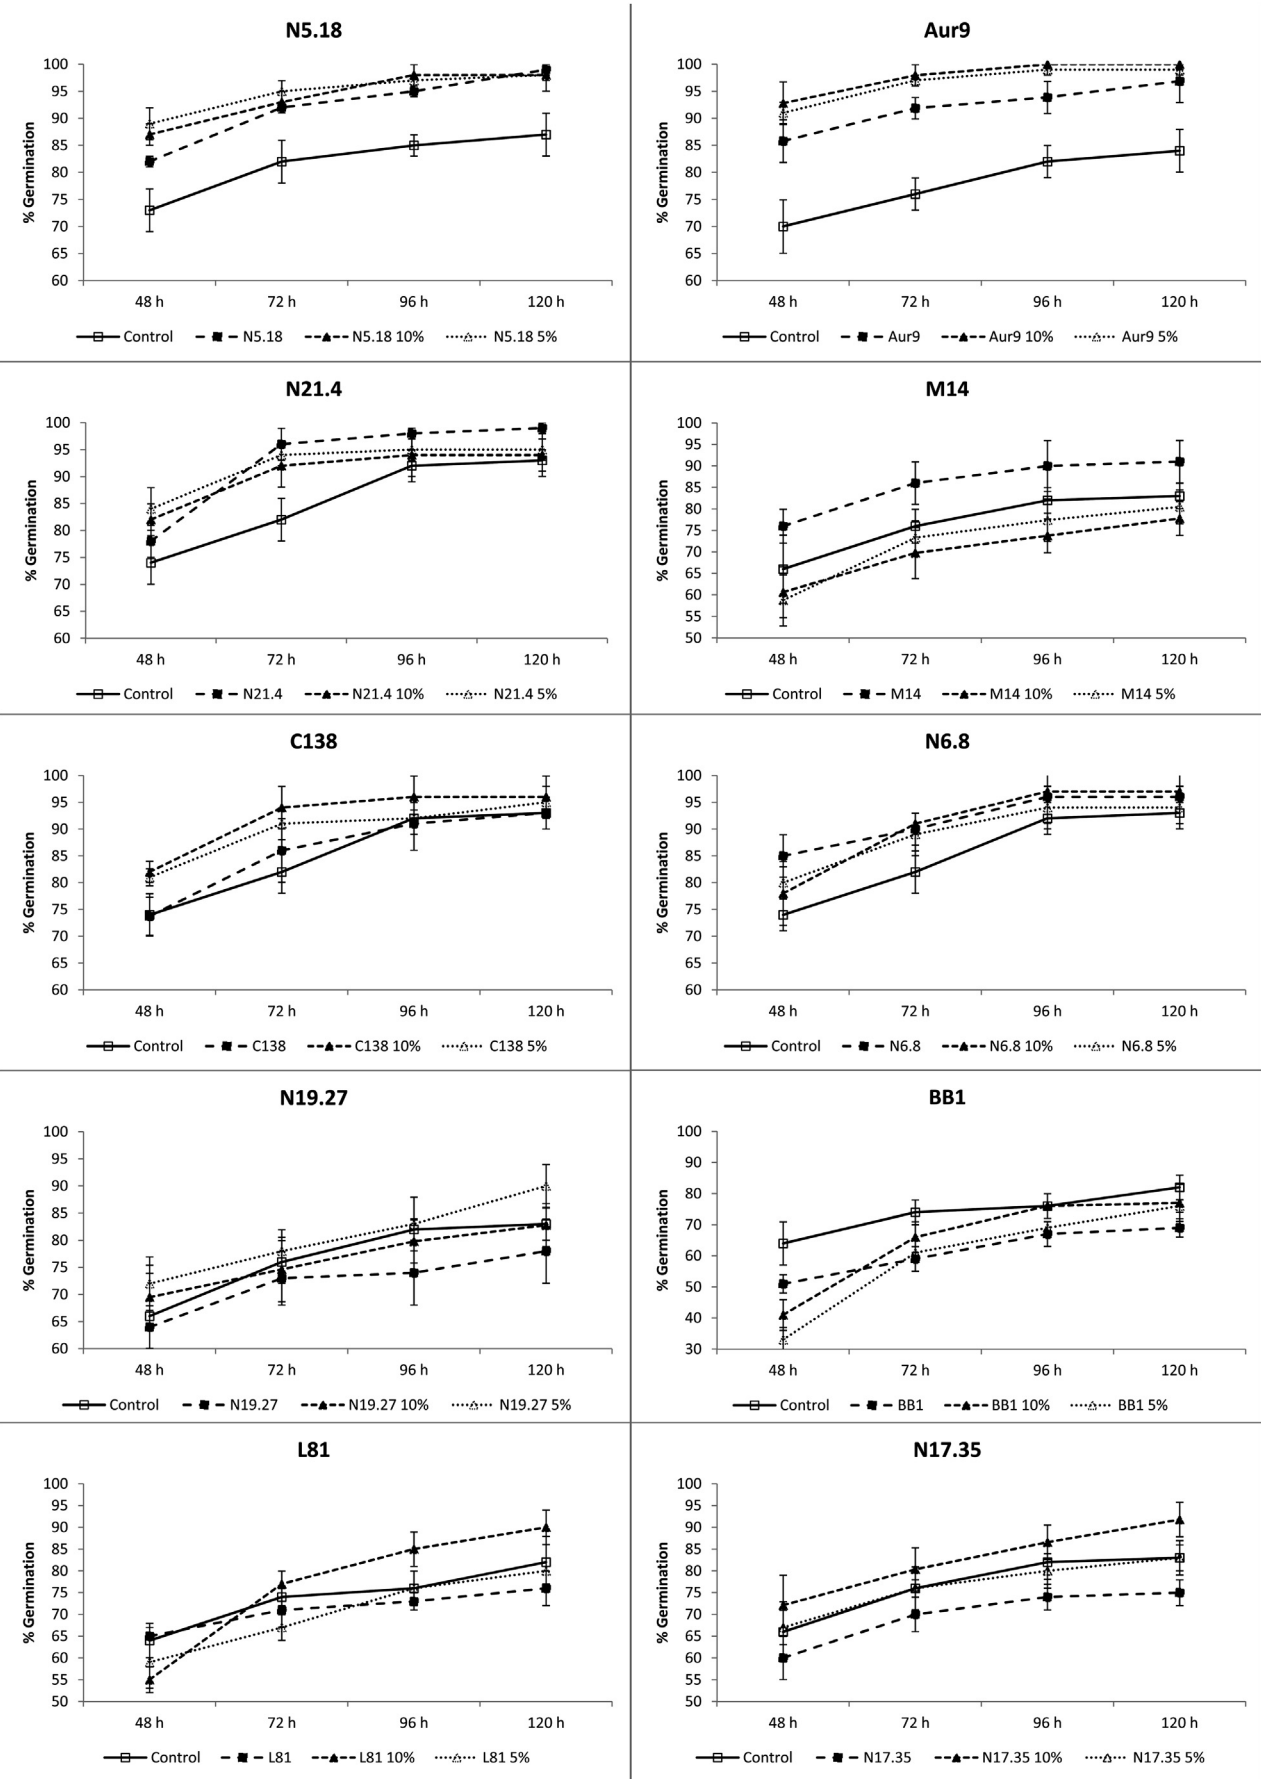 N5.18
% Germination
100
95
90
85
80
75
70
65
60
48 h 72 h 96 h 120 h
Control N5.18 N5.18 10% N5.18 5%
Aur9
% Germination
100
95
90
85
80
75
70
65
60
48 h 72 h 96 h 120 h
Control Aur9 Aur9 10% Aur9 5%
N21.4
% Germination
100
95
90
85
80
75
70
65
60
48 h 72 h 96 h 120 h
Control N21.4 N21.4 10% N21.4 5%
M14
% Germination
100
95
90
85
80
75
70
65
60
55
50
48 h 72 h 96 h 120 h
Control M14 M14 10% M14 5%
C138
% Germination
100
95
90
85
80
75
70
65
60
48 h 72 h 96 h 120 h
Control C138 C138 10% C138 5%
N6.8
% Germination
100
95
90
85
80
75
70
65
60
48 h 72 h 96 h 120 h
Control N6.8 N6.8 10% N6.8 5%
N19.27
% Germination
100
95
90
85
80
75
70
65
60
48 h 72 h 96 h 120 h
Control N19.27 N19.27 10% N19.27 5%
BB1
% Germination
100
90
80
70
60
50
40
30
48 h 72 h 96 h 120 h
Control BB1 BB1 10% BB1 5%
L81
% Germination
100
95
90
85
80
75
70
65
60
55
50
48 h 72 h 96 h 120 h
Control L81 L81 10% L81 5%
N17.35
% Germination
100
95
90
85
80
75
70
65
60
55
50
48 h 72 h 96 h 120 h
Control N17.35 N17.35 10% N17.35 5%